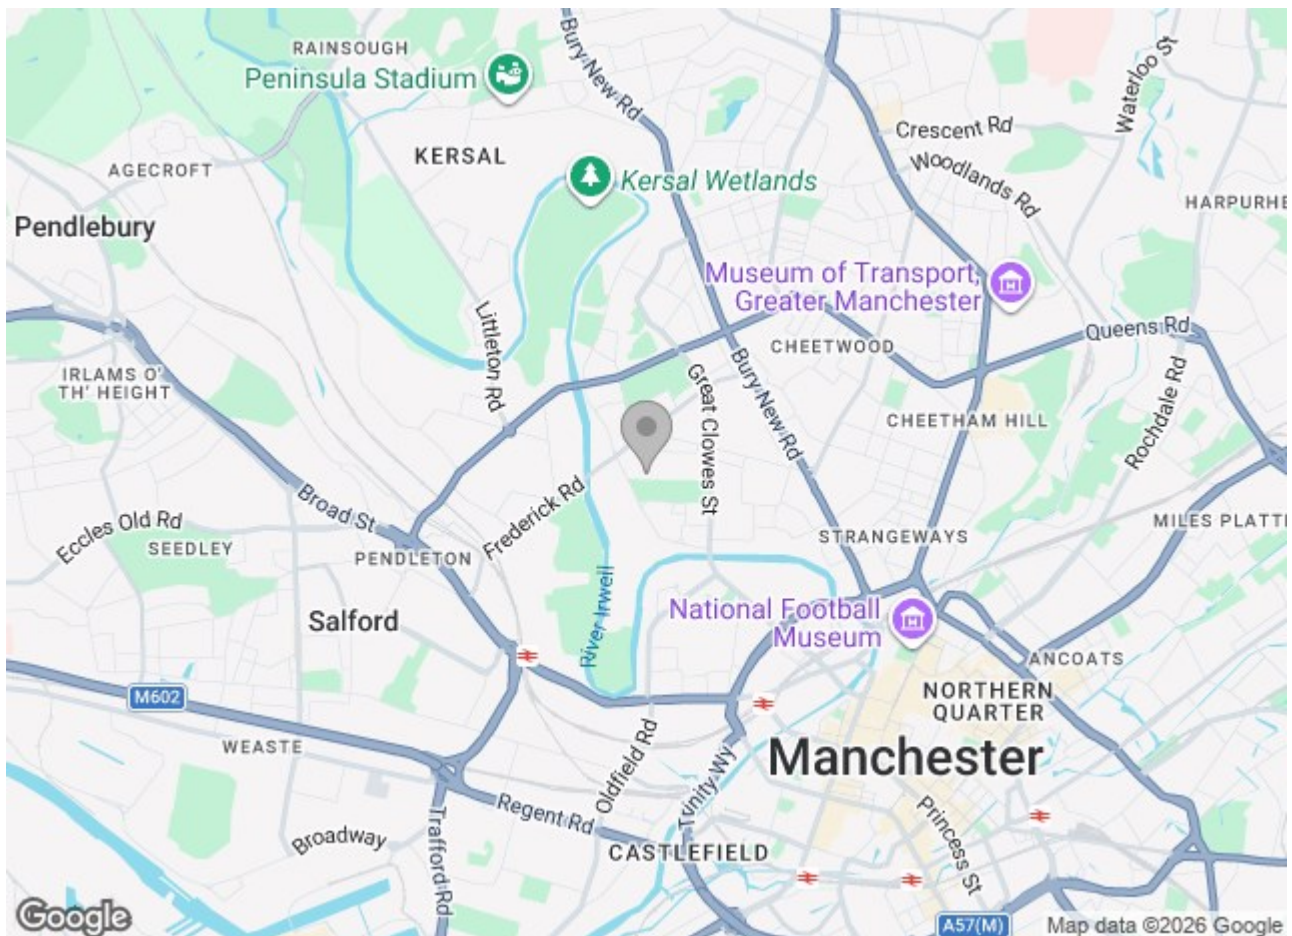 RAINSOUGH
Peninsula Stadium
Bury New Rd
Waterloo St
Crescent Rd
KERSAL
AGECROFT
Woodlands Rd
Kersal Wetlands
HARPURHE
Pendlebury
Museum of Transport,
Greater Manchester
Littleton Rd
Queens Rd
CHEETWOOD
IRLAMS O'
TH' HEIGHT
Great Clowes St
Bury New Rd
Rochdale Rd
CHEETHAM HILL
Broad St
Frederick Rd
Eccles Old Rd
SEEDLEY
PENDLETON
STRANGEWAYS
MILES PLATTI
River Irwell
National Football
Museum
Salford
ANCOATS
NORTHERN
QUARTER
M602
WEASTE
Oldfield Rd
Trinity Wy
Manchester
Regent Rd
Princess St
Broadway
Trafford Rd
CASTLEFIELD
Google
A57(M)
Map data ©2026 Google